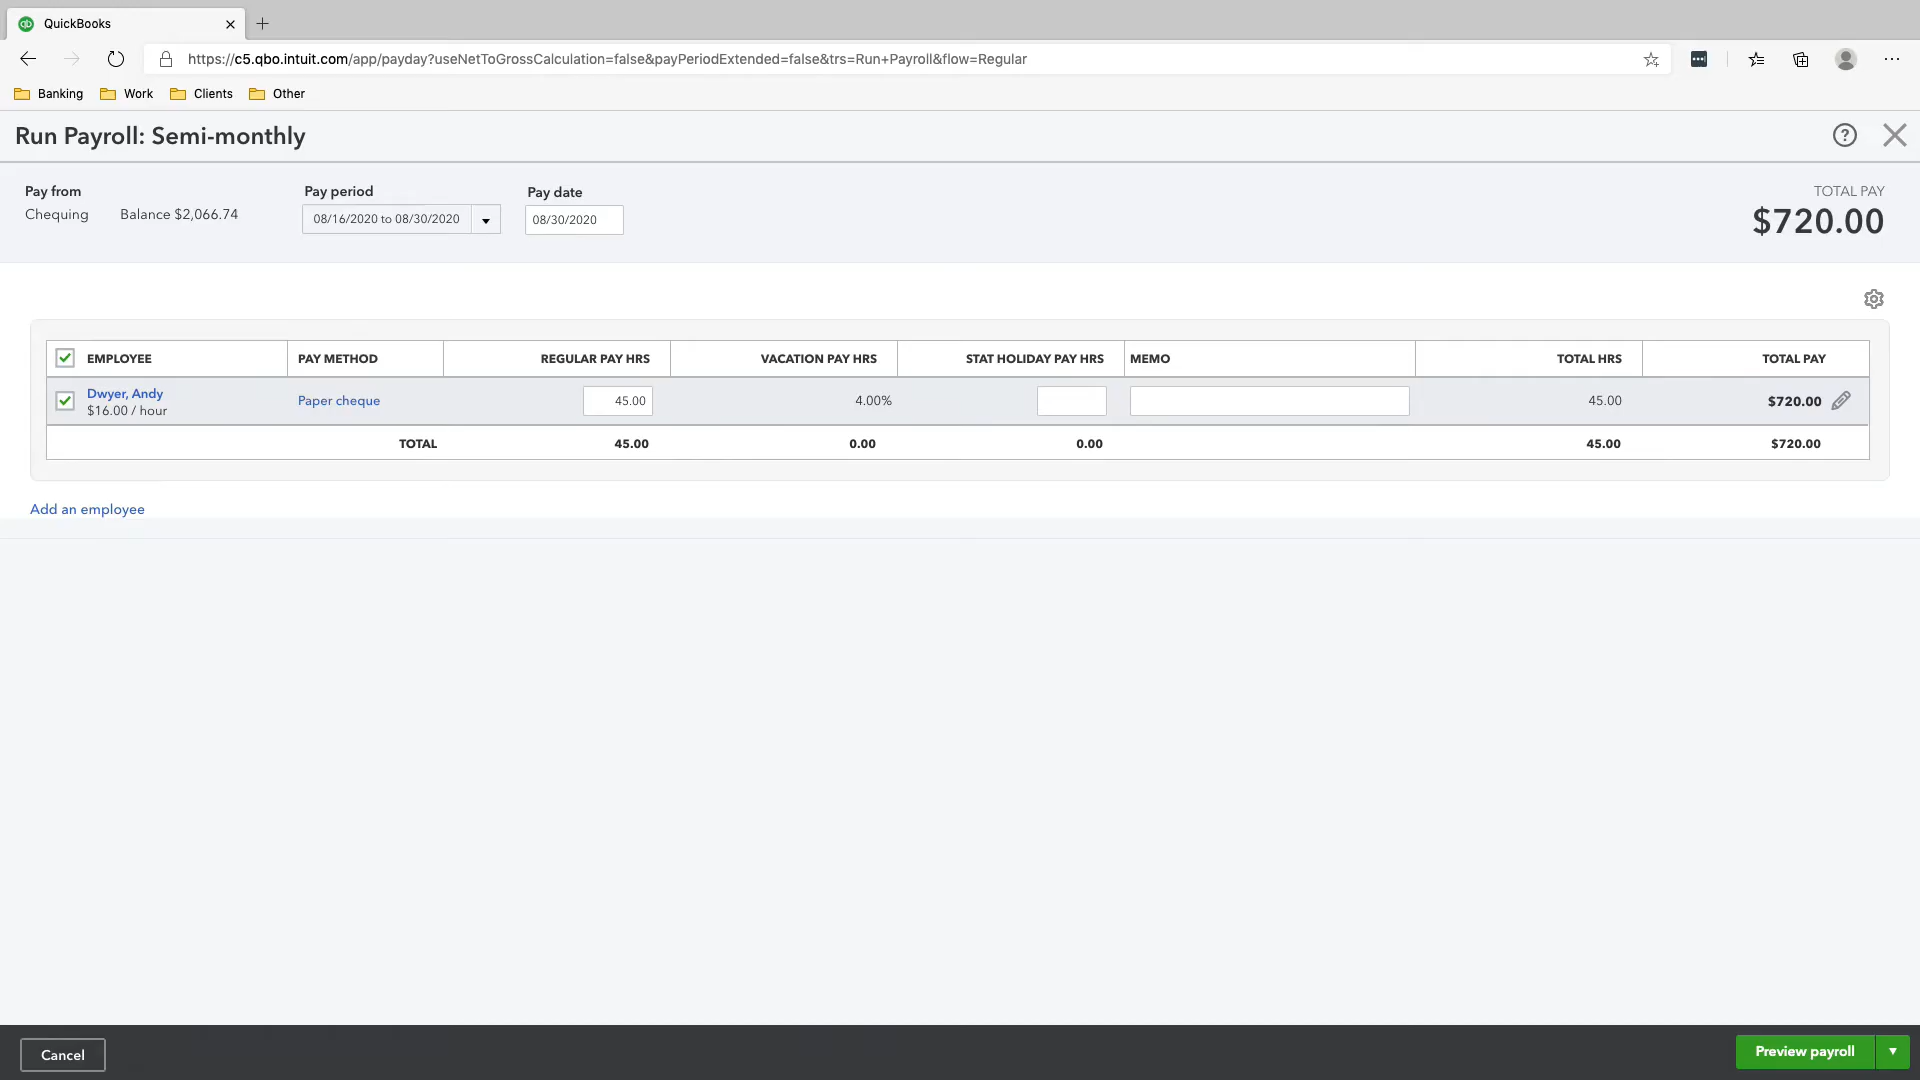 QuickBooks
https://c5.qbo.intuit.com/app/payday?useNetToGrossCalculation=false&payPeriodExtended=false&trs=Run+Payroll&flow=Regular
Banking Work Clients Other
Run Payroll: Semi-monthly
Pay from Pay period Pay date TOTAL PAY
Chequing Balance $2,066.74 08/16/2020 to 08/30/2020 08/30/2020 $720.00
EMPLOYEE PAY METHOD REGULAR PAY HRS VACATION PAY HRS STAT HOLIDAY PAY HRS MEMO TOTAL HRS TOTAL PAY
Dwyer, Andy
$16.00 / hour
Paper cheque 45.00 4.00% 45.00 $720.00
TOTAL 45.00 0.00 0.00 45.00 $720.00
Add an employee
Cancel Preview payroll